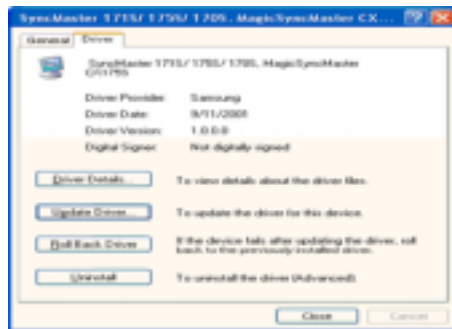 SyncMaster 171S/ 175S/ 170S, MagicSyncMaster CX...
General Driver
SyncMaster 171S/ 175S/ 170S, MagicSyncMaster
Driver Provider: Samsung
Driver Date: 9/11/2001
Driver Version: 1.0.0.0
Digital Signer: Not digitally signed
Driver Details... To view details about the driver files.
Update Driver... To update the driver for this device.
Roll Back Driver If the device fails after updating the driver, roll
back to the previously installed driver.
Uninstall To uninstall the driver (Advanced).
Close Cancel